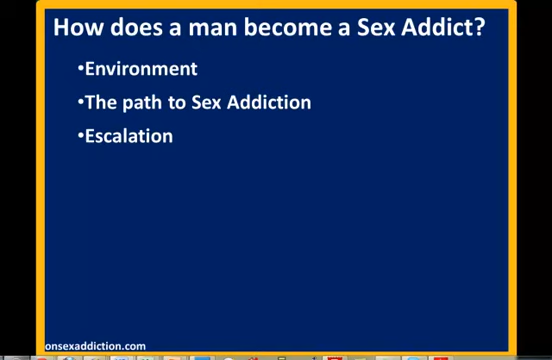 How does a man become a Sex Addict?
•Environment
•The path to Sex Addiction
•Escalation
onsexaddiction.com